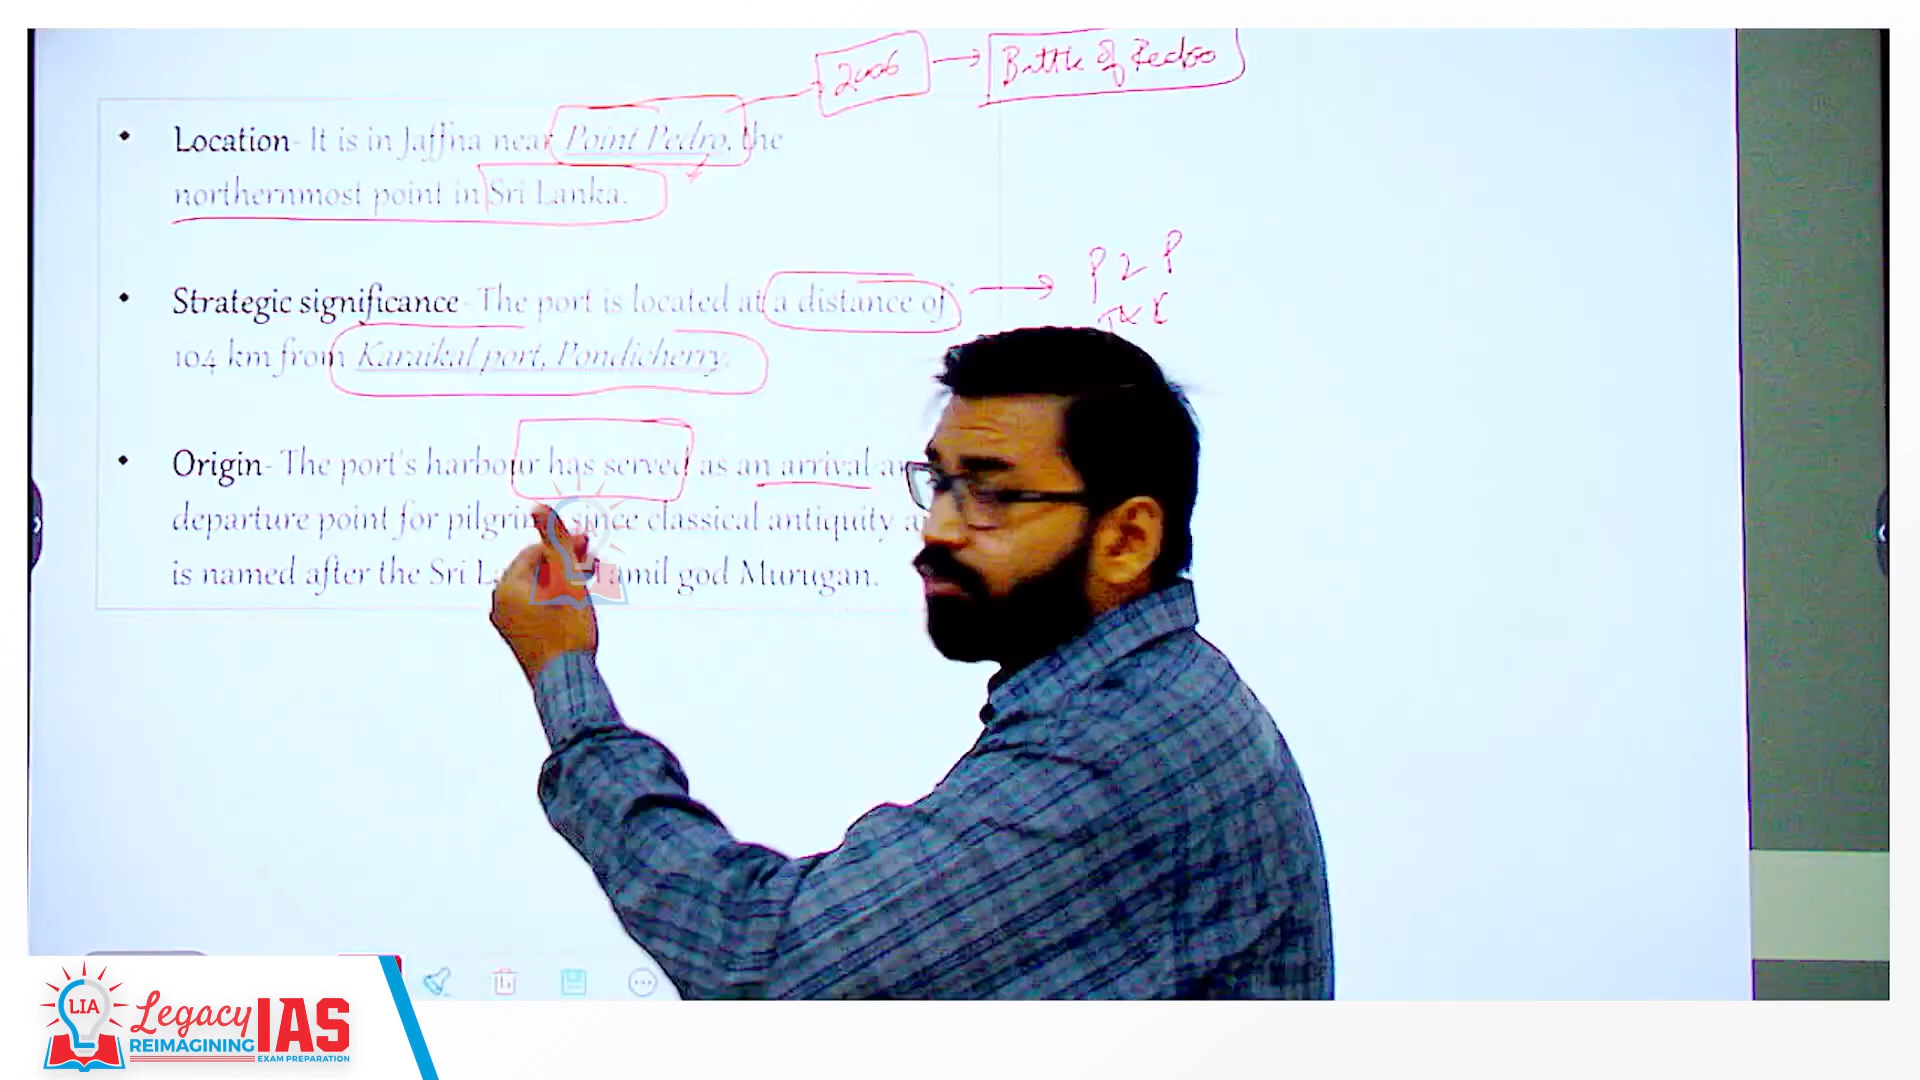 2006 → Battle of Pedro
• Location- It is in Jaffna near Point Pedro, the
northernmost point in Sri Lanka.
• Strategic significance- The port is located at a distance of
104 km from Karaikal port, Pondicherry.
P 2 P
• Origin- The port's harbour has served as an arrival
departure point for since classical antiquity
is named after the Sri Tamil god Murugan.
LIA
Legacy IAS
REIMAGINING EXAM PREPARATION